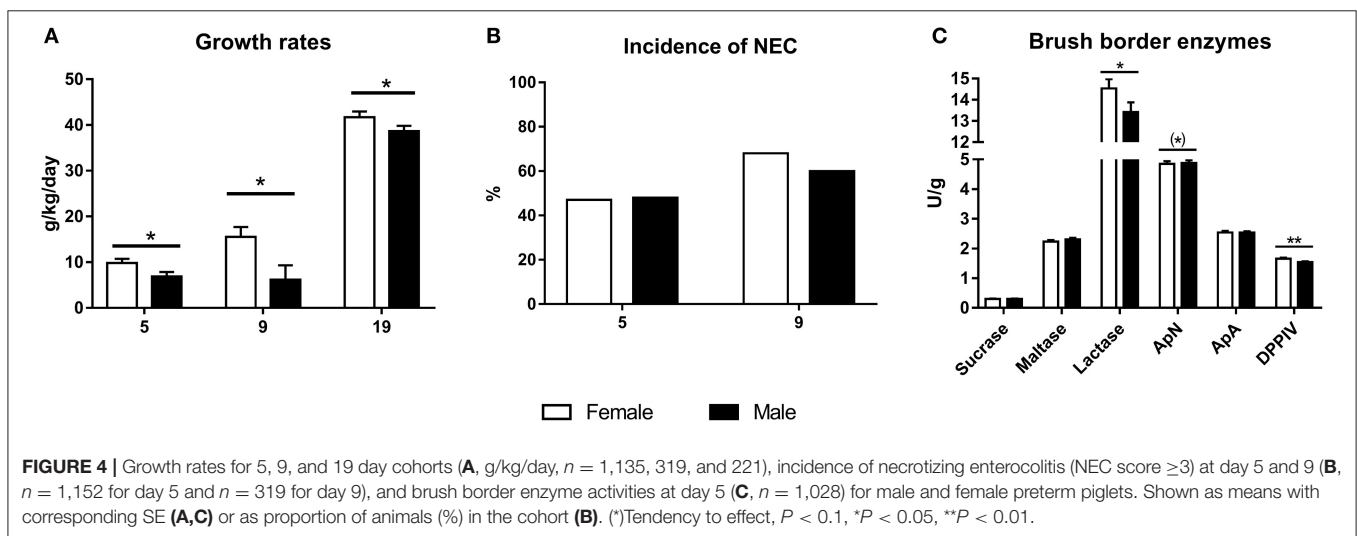 A
Growth rates
50
40
30
20
10
0
g/kg/day
*
*
*
5
9
19
B
Incidence of NEC
100
80
60
40
20
0
%
5
9
C
Brush border enzymes
15
14
13
12
5
4
3
2
1
0
U/g
*
(*)
**
Sucrase
Maltase
Lactase
ApN
ApA
DPPIV
Female
Male
FIGURE 4 | Growth rates for 5, 9, and 19 day cohorts (A, g/kg/day, n = 1,135, 319, and 221), incidence of necrotizing enterocolitis (NEC score ≥3) at day 5 and 9 (B,
n = 1,152 for day 5 and n = 319 for day 9), and brush border enzyme activities at day 5 (C, n = 1,028) for male and female preterm piglets. Shown as means with
corresponding SE (A,C) or as proportion of animals (%) in the cohort (B). (*)Tendency to effect, P < 0.1, *P < 0.05, **P < 0.01.